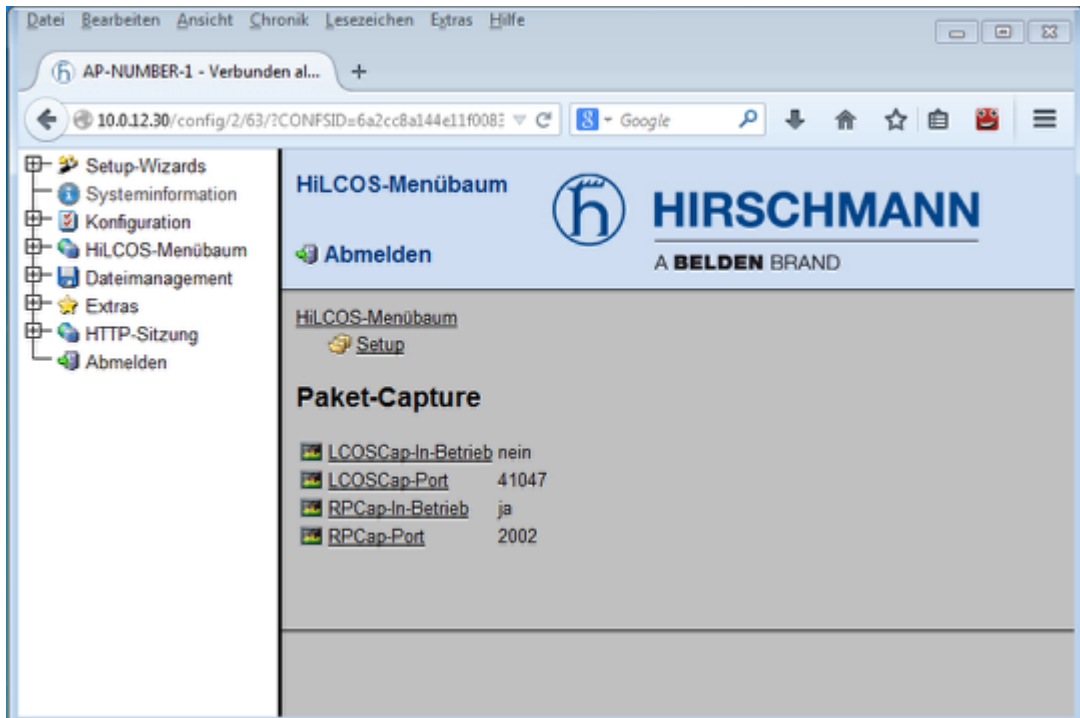 Datei Bearbeiten Ansicht Chronik Lesezeichen Extras Hilfe
AP-NUMBER-1 - Verbunden al...
10.0.12.30/config/2/63/?CONFSID=6a2cc8a144e11f008
Google
Setup-Wizards
Systeminformation
Konfiguration
HiLCOS-Menübaum
Dateimanagement
Extras
HTTP-Sitzung
Abmelden
HiLCOS-Menübaum
Abmelden
HIRSCHMANN
A BELDEN BRAND
HiLCOS-Menübaum
Setup
Paket-Capture
LCOSCap-In-Betrieb nein
LCOSCap-Port 41047
RPCap-In-Betrieb ja
RPCap-Port 2002